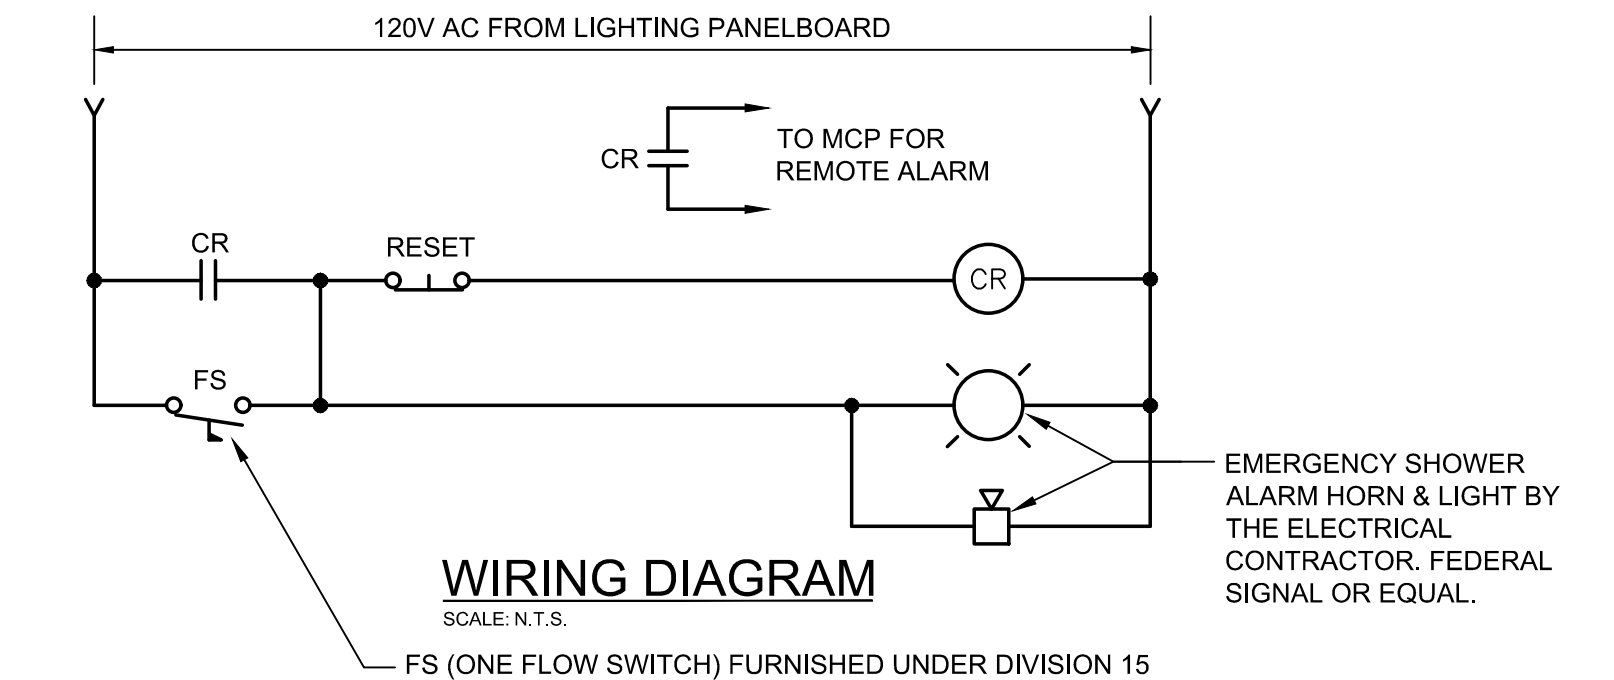 120V AC FROM LIGHTING PANELBOARD
CR
TO MCP FOR
REMOTE ALARM
CR
RESET
CR
FS
EMERGENCY SHOWER
ALARM HORN & LIGHT BY
THE ELECTRICAL
CONTRACTOR. FEDERAL
SIGNAL OR EQUAL.
WIRING DIAGRAM
SCALE: N.T.S.
FS (ONE FLOW SWITCH) FURNISHED UNDER DIVISION 15